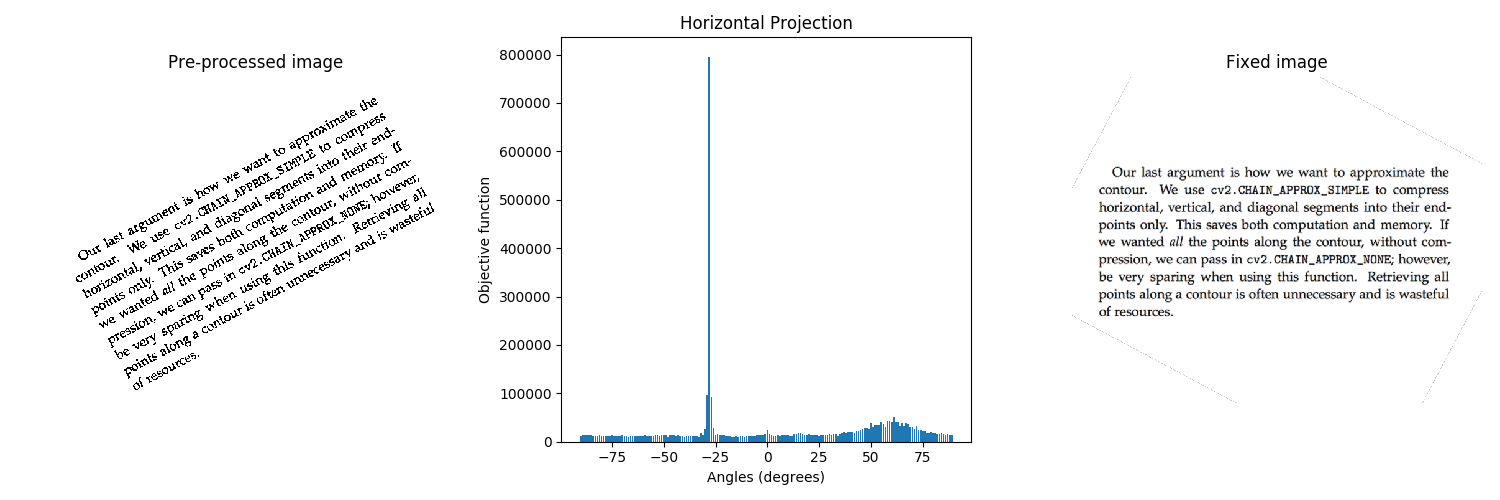 Pre-processed image
Our last argument is how we want to approximate the
contour. We use cv2.CHAIN_APPROX_SIMPLE to compress
horizontal, vertical, and diagonal segments into their end-
points only. This saves both computation and memory. If
we wanted all the points along the contour, without com-
pression, we can pass in cv2.CHAIN_APPROX_NONE; however,
be very sparing when using this function. Retrieving all
points along a contour is often unnecessary and is wasteful
of resources.
Horizontal Projection
Objective function
800000
700000
600000
500000
400000
300000
200000
100000
0
−75 −50 −25 0 25 50 75
Angles (degrees)
Fixed image
Our last argument is how we want to approximate the
contour. We use cv2.CHAIN_APPROX_SIMPLE to compress
horizontal, vertical, and diagonal segments into their end-
points only. This saves both computation and memory. If
we wanted all the points along the contour, without com-
pression, we can pass in cv2.CHAIN_APPROX_NONE; however,
be very sparing when using this function. Retrieving all
points along a contour is often unnecessary and is wasteful
of resources.